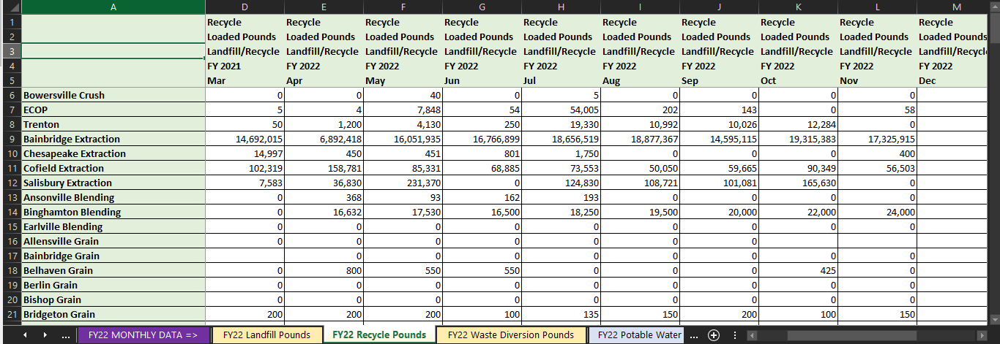 A D E F G H I J K L M
1 Recycle Recycle Recycle Recycle Recycle Recycle Recycle Recycle Recycle Recycle
2 Loaded Pounds Loaded Pounds Loaded Pounds Loaded Pounds Loaded Pounds Loaded Pounds Loaded Pounds Loaded Pounds Loaded Pounds Loaded Pounds
3 Landfill/Recycle Landfill/Recycle Landfill/Recycle Landfill/Recycle Landfill/Recycle Landfill/Recycle Landfill/Recycle Landfill/Recycle Landfill/Recycle Landfill/Recycl
4 FY 2021 FY 2022 FY 2022 FY 2022 FY 2022 FY 2022 FY 2022 FY 2022 FY 2022 FY 2022
5 Mar Apr May Jun Jul Aug Sep Oct Nov Dec
6 Bowersville Crush 0 0 40 0 5 0 0 0 0
7 ECOP 5 4 7,848 54 54,005 202 143 0 58
8 Trenton 50 1,200 4,130 250 19,330 10,992 10,026 12,284 0
9 Bainbridge Extraction 14,692,015 6,892,418 16,051,935 16,766,899 18,656,519 18,877,367 14,595,115 19,315,383 17,325,915
10 Chesapeake Extraction 14,997 450 451 801 1,750 0 0 0 400
11 Cofield Extraction 102,319 158,781 85,331 68,885 73,553 50,050 59,665 90,349 56,503
12 Salisbury Extraction 7,583 36,830 231,370 0 124,830 108,721 101,081 165,630 0
13 Ansonville Blending 0 368 93 162 193 0 0 0 0
14 Binghamton Blending 0 16,632 17,530 16,500 18,250 19,500 20,000 22,000 24,000
15 Earlville Blending 0 0 0 0 0 0 0 0 0
16 Allensville Grain 0 0 0 0 0 0 0
17 Bainbridge Grain 0 0 0 0 0 0 0 0
18 Belhaven Grain 0 800 550 550 0 0 0 425 0
19 Berlin Grain 0 0 0 0 0 0 0 0 0
20 Bishop Grain 0 0 0 0 0 0 0 0 0
21 Bridgeton Grain 200 200 200 100 135 150 200 100 150
... FY22 MONTHLY DATA => FY22 Landfill Pounds FY22 Recycle Pounds FY22 Waste Diversion Pounds FY22 Potable Water ...